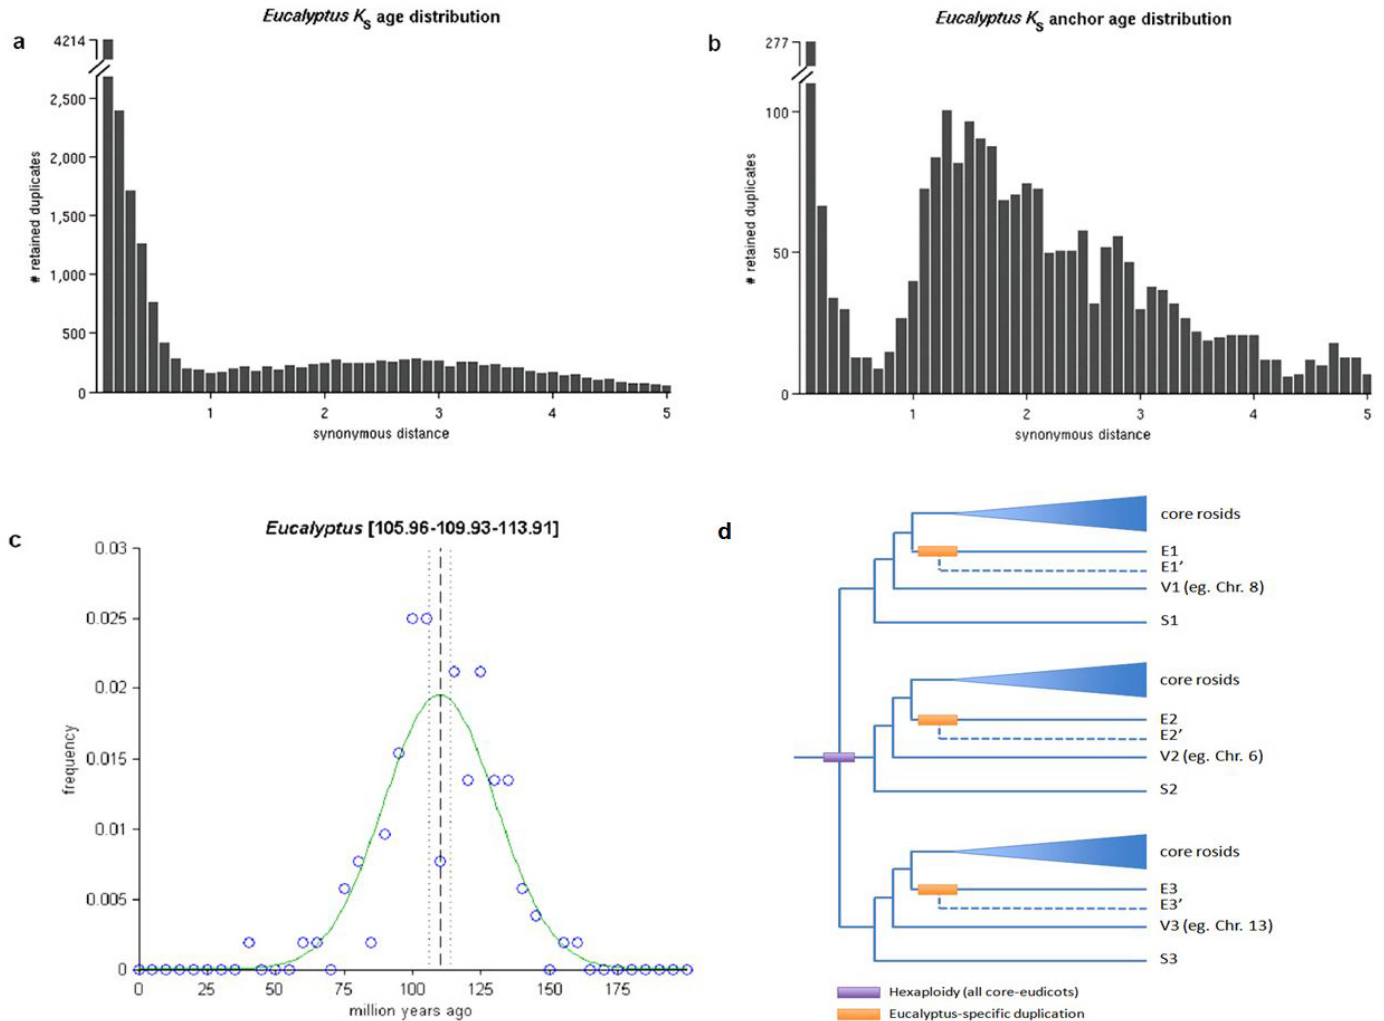 Eucalyptus KS age distribution
a
4214
2,500
2,000
1,500
1,000
500
0
# retained duplicates
1 2 3 4 5
synonymous distance
Eucalyptus KS anchor age distribution
b
277
100
50
0
# retained duplicates
1 2 3 4 5
synonymous distance
Eucalyptus [105.96-109.93-113.91]
c
0.03
0.025
0.02
0.015
0.01
0.005
0
frequency
0 25 50 75 100 125 150 175
million years ago
d
core rosids
E1
E1’
V1 (eg. Chr. 8)
S1
core rosids
E2
E2’
V2 (eg. Chr. 6)
S2
core rosids
E3
E3’
V3 (eg. Chr. 13)
S3
Hexaploidy (all core-eudicots)
Eucalyptus-specific duplication